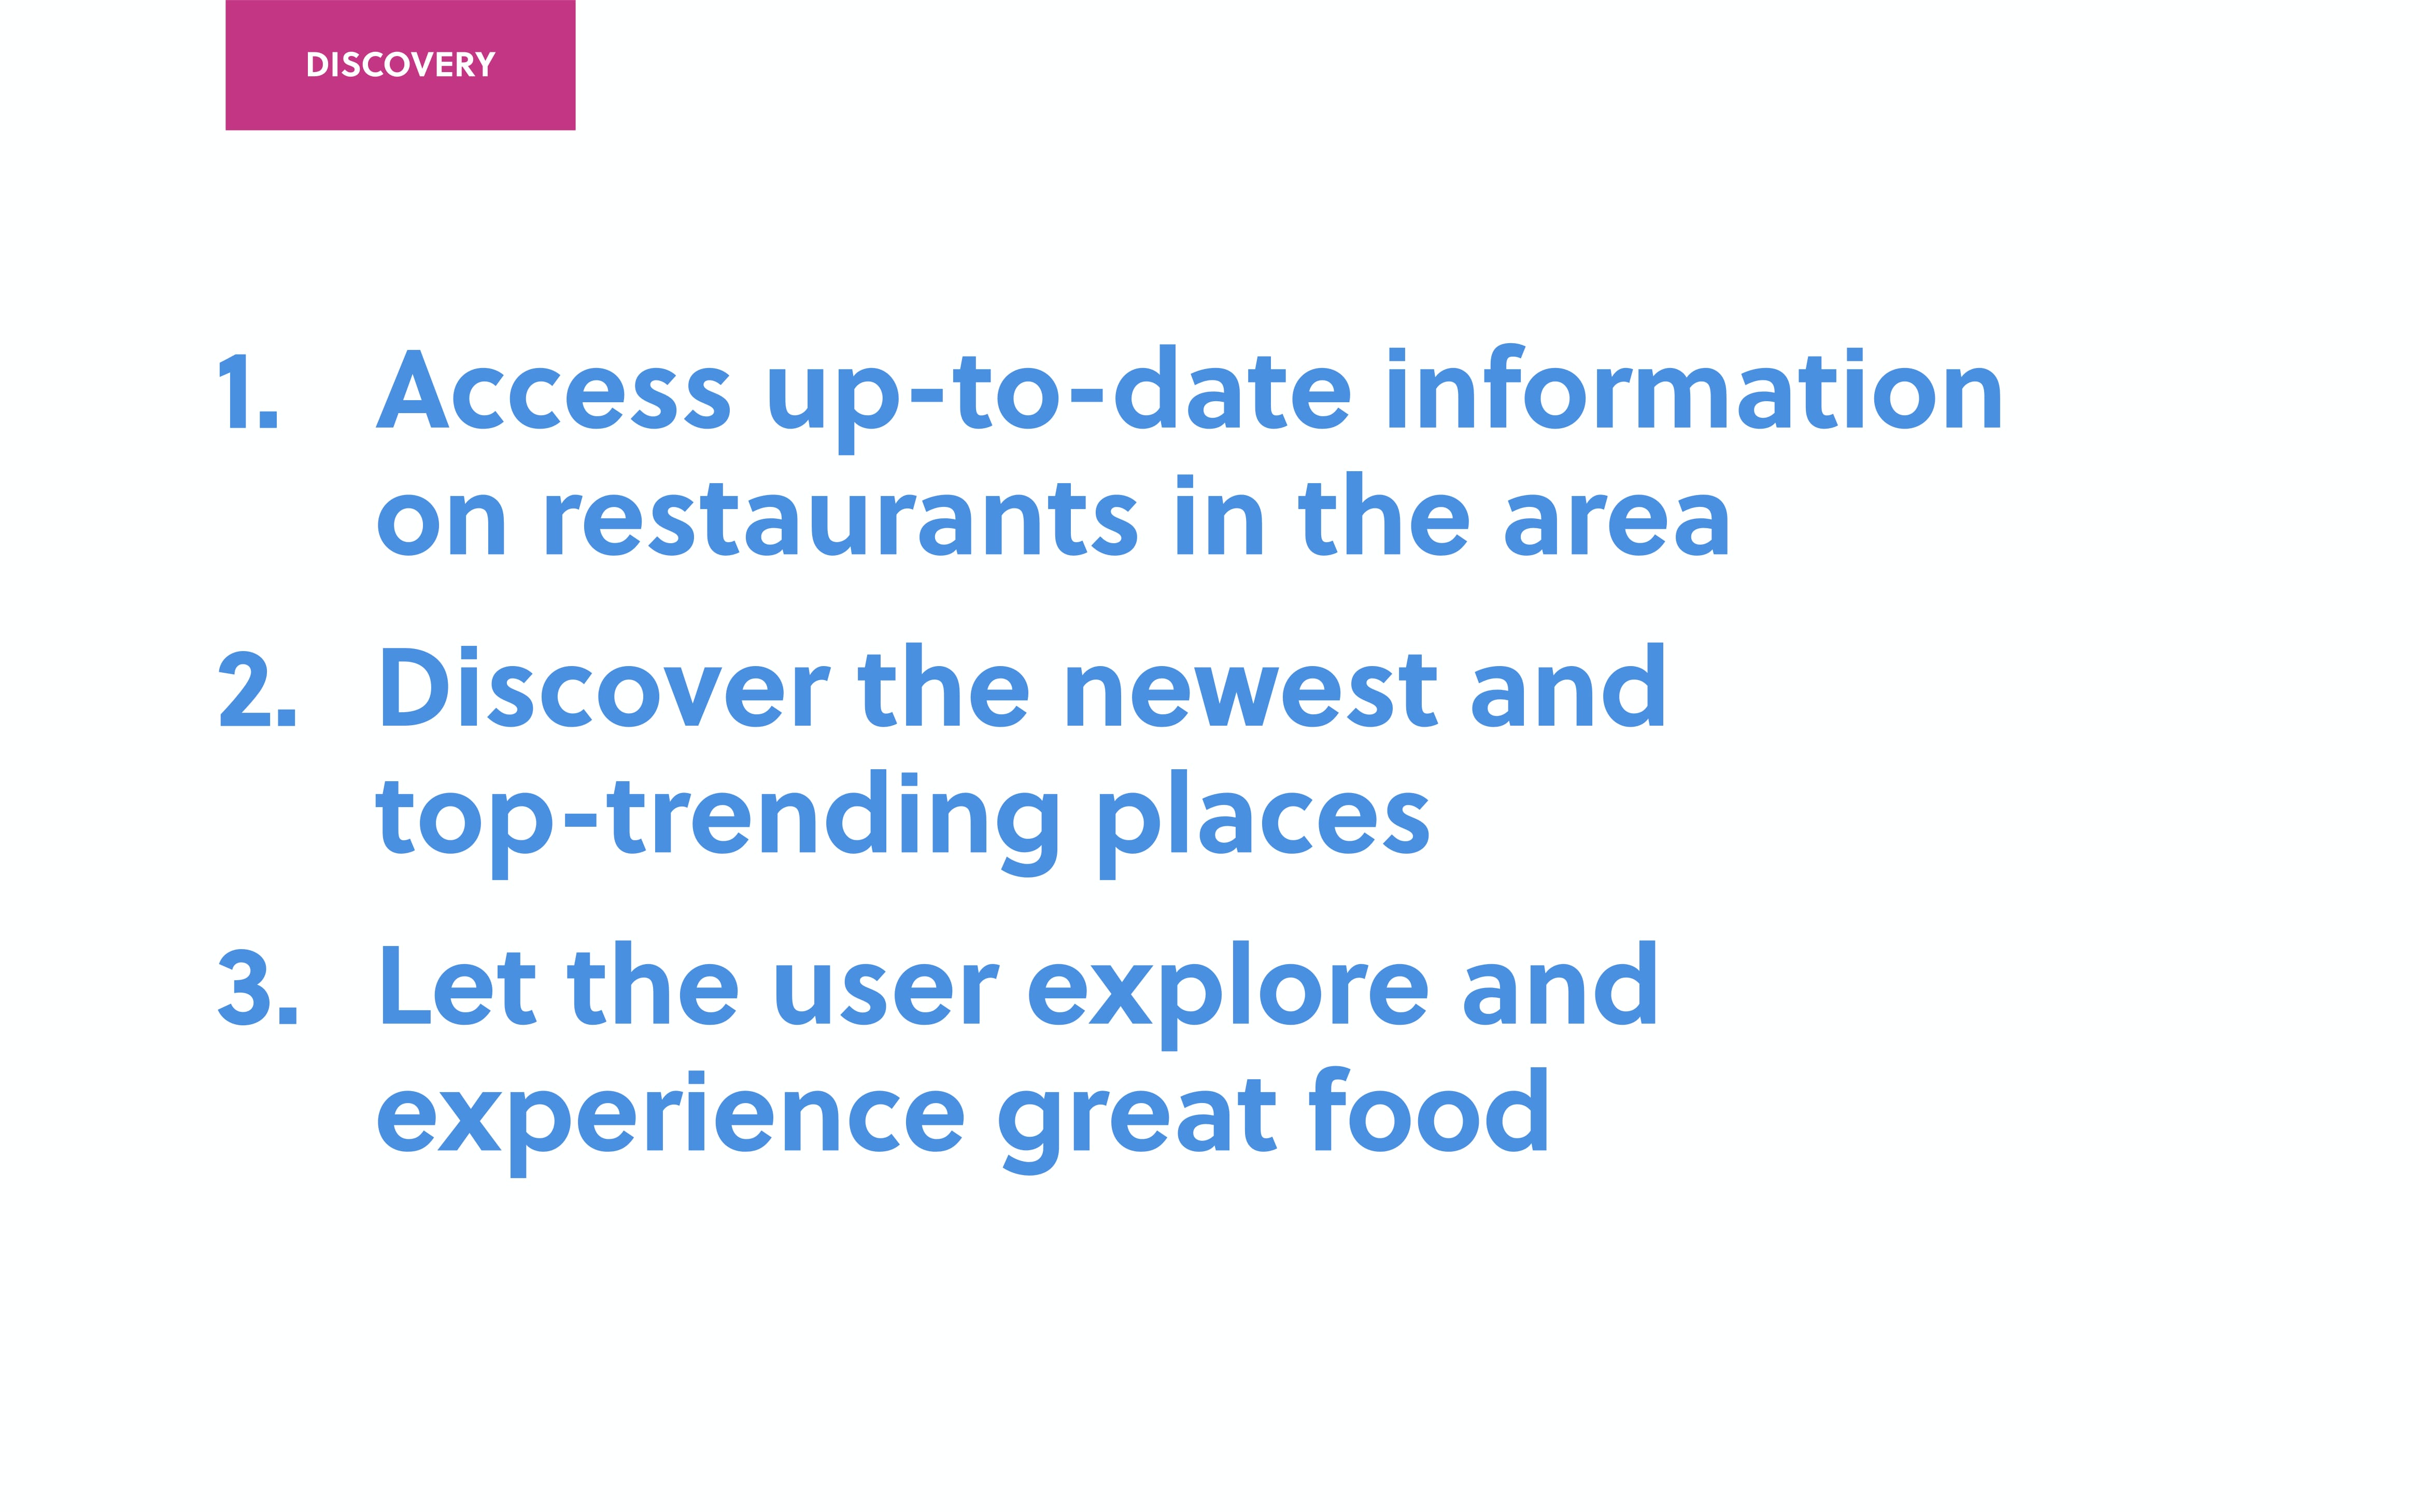 DISCOVERY
1. Access up-to-date information
on restaurants in the area
2. Discover the newest and
top-trending places
3. Let the user explore and
experience great food